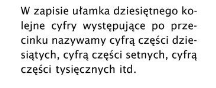 W zapisie ułamka dziesiętnego ko-
lejne cyfry występujące po prze-
cinku nazywamy cyfrą części dzie-
siątych, cyfrą części setnych, cyfrą
części tysięcznych itd.